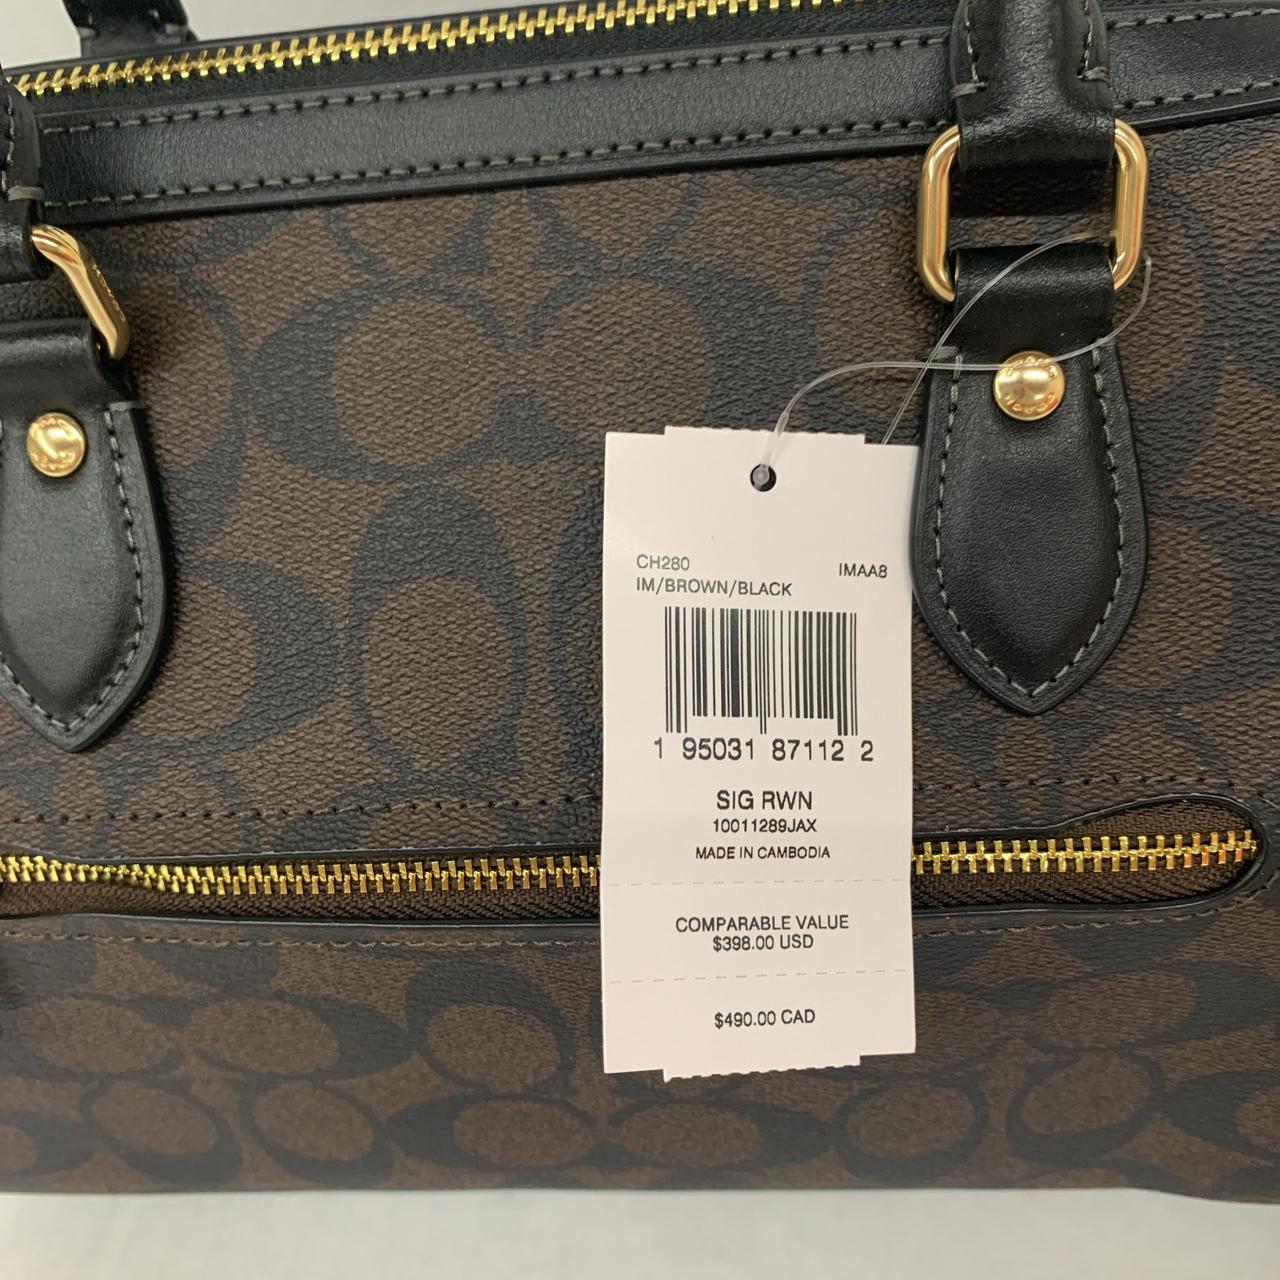 CH280
IMAA8
IM/BROWN/BLACK
1 95031 87112 2
SIG RWN
10011289JAX
MADE IN CAMBODIA
COMPARABLE VALUE
$398.00 USD
$490.00 CAD